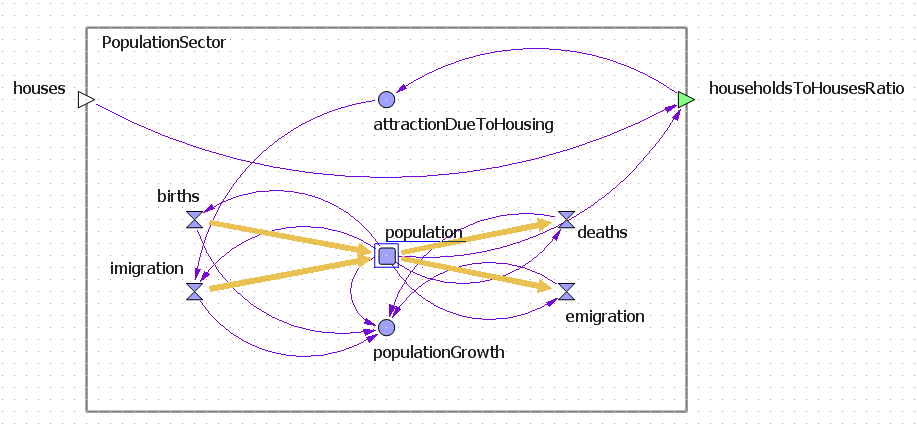 PopulationSector
houses
householdsToHousesRatio
attractionDueToHousing
births
population
deaths
imigration
emigration
populationGrowth